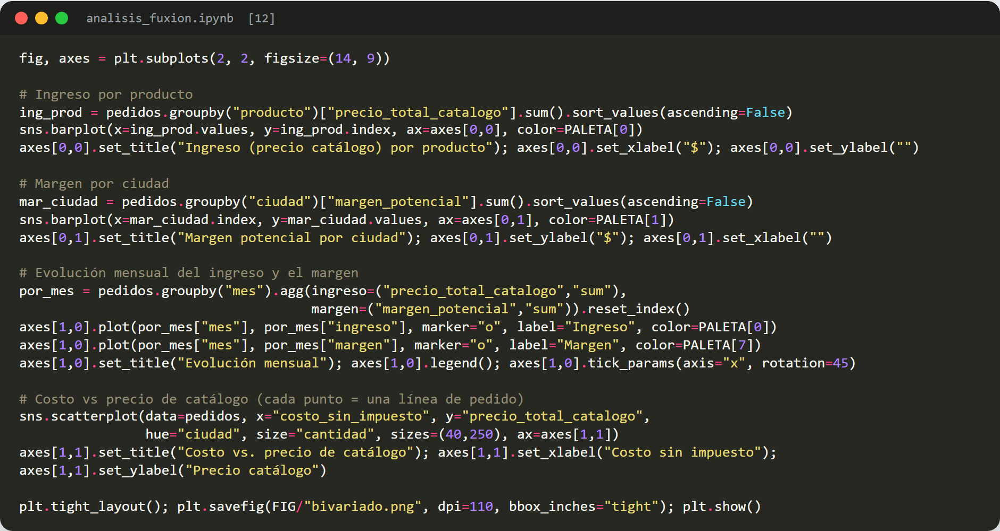 analisis_fuxion.ipynb [12]
fig, axes = plt.subplots(2, 2, figsize=(14, 9))
# Ingreso por producto
ing_prod = pedidos.groupby("producto")["precio_total_catalogo"].sum().sort_values(ascending=False)
sns.barplot(x=ing_prod.values, y=ing_prod.index, ax=axes[0,0], color=PALETA[0])
axes[0,0].set_title("Ingreso (precio catálogo) por producto"); axes[0,0].set_xlabel("$"); axes[0,0].set_ylabel("")
# Margen por ciudad
mar_ciudad = pedidos.groupby("ciudad")["margen_potencial"].sum().sort_values(ascending=False)
sns.barplot(x=mar_ciudad.index, y=mar_ciudad.values, ax=axes[0,1], color=PALETA[1])
axes[0,1].set_title("Margen potencial por ciudad"); axes[0,1].set_ylabel("$"); axes[0,1].set_xlabel("")
# Evolución mensual del ingreso y el margen
por_mes = pedidos.groupby("mes").agg(ingreso=("precio_total_catalogo","sum"),
margen=("margen_potencial","sum")).reset_index()
axes[1,0].plot(por_mes["mes"], por_mes["ingreso"], marker="o", label="Ingreso", color=PALETA[0])
axes[1,0].plot(por_mes["mes"], por_mes["margen"], marker="o", label="Margen", color=PALETA[7])
axes[1,0].set_title("Evolución mensual"); axes[1,0].legend(); axes[1,0].tick_params(axis="x", rotation=45)
# Costo vs precio de catálogo (cada punto = una línea de pedido)
sns.scatterplot(data=pedidos, x="costo_sin_impuesto", y="precio_total_catalogo",
hue="ciudad", size="cantidad", sizes=(40,250), ax=axes[1,1])
axes[1,1].set_title("Costo vs. precio de catálogo"); axes[1,1].set_xlabel("Costo sin impuesto");
axes[1,1].set_ylabel("Precio catálogo")
plt.tight_layout(); plt.savefig(FIG/"bivariado.png", dpi=110, bbox_inches="tight"); plt.show()